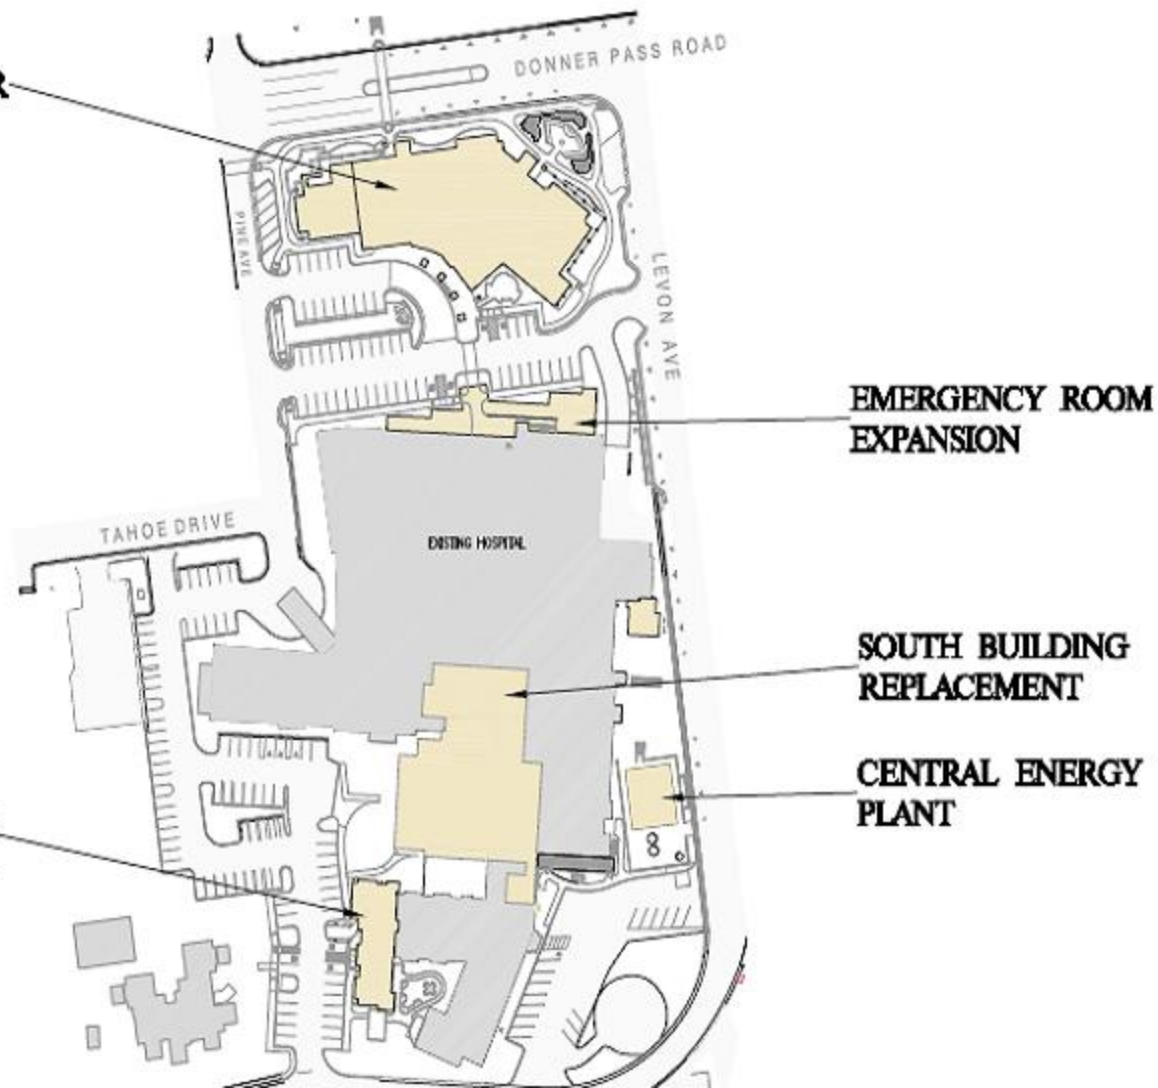 DONNER PASS ROAD
R
PINE AVE
LEVON AVE
EMERGENCY ROOM
EXPANSION
TAHOE DRIVE
EXISTING HOSPITAL
SOUTH BUILDING
REPLACEMENT
CENTRAL ENERGY
PLANT